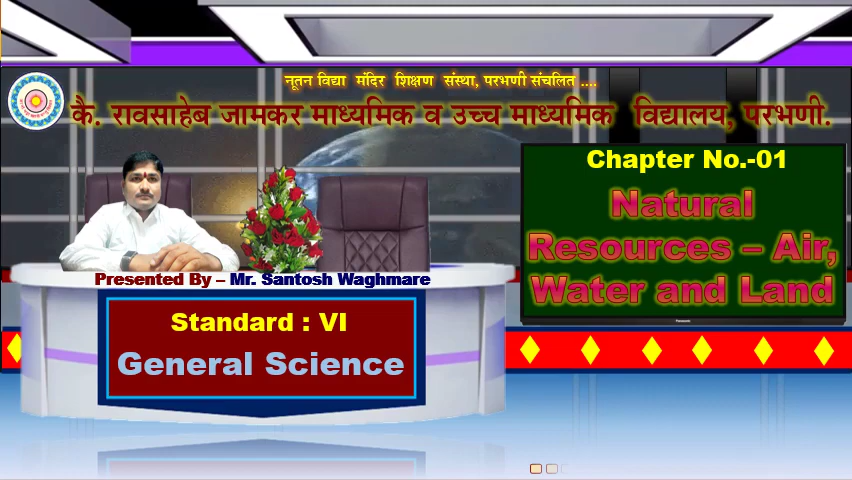 नूतन विद्या मंदिर शिक्षण संस्था, परभणी संचलित ....
कै. रावसाहेब जामकर माध्यमिक व उच्च माध्यमिक विद्यालय, परभणी.
Chapter No.-01
Natural
Resources – Air,
Water and Land
Presented By – Mr. Santosh Waghmare
Standard : VI
General Science
Panasonic